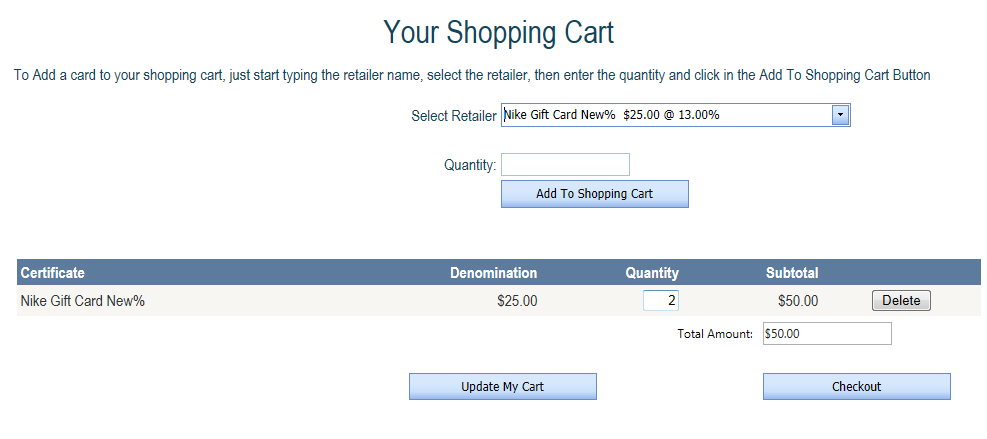 Your Shopping Cart
To Add a card to your shopping cart, just start typing the retailer name, select the retailer, then enter the quantity and click in the Add To Shopping Cart Button
Select Retailer Nike Gift Card New%  $25.00 @ 13.00%
Quantity:
Add To Shopping Cart
Certificate Denomination Quantity Subtotal
Nike Gift Card New% $25.00 2 $50.00 Delete
Total Amount: $50.00
Update My Cart Checkout